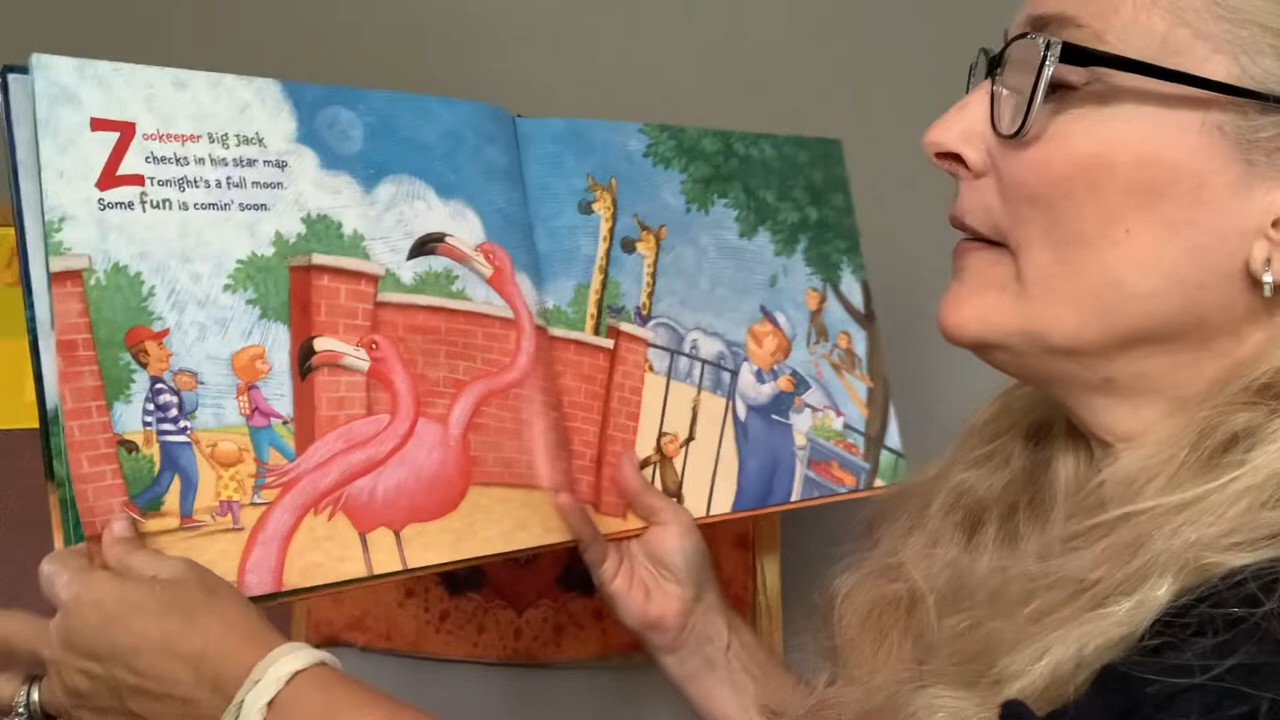 Zookeeper Big Jack
checks in his star map.
Tonight's a full moon.
Some fun is comin' soon.